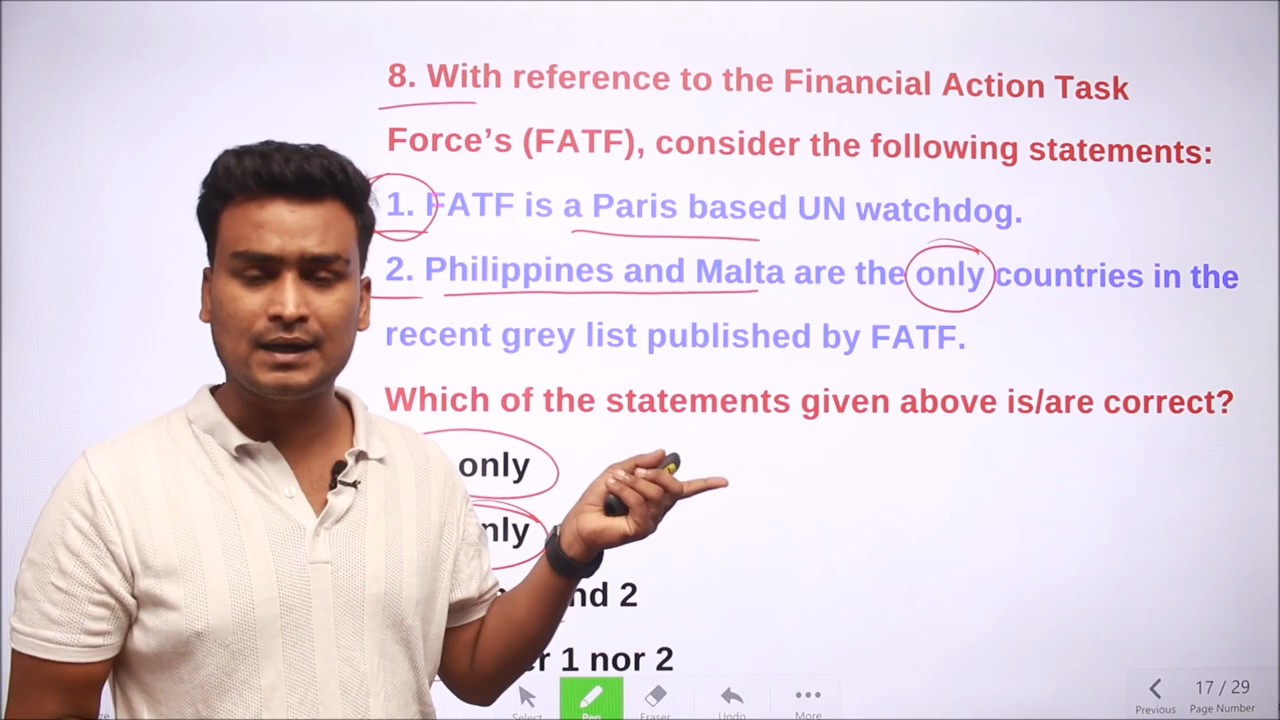 8. With reference to the Financial Action Task
Force’s (FATF), consider the following statements:
1. FATF is a Paris based UN watchdog.
2. Philippines and Malta are the only countries in the
recent grey list published by FATF.
Which of the statements given above is/are correct?
only
only
and 2
1 nor 2
Select
Pen
Eraser
Undo
More
Previous
17 / 29
Page Number